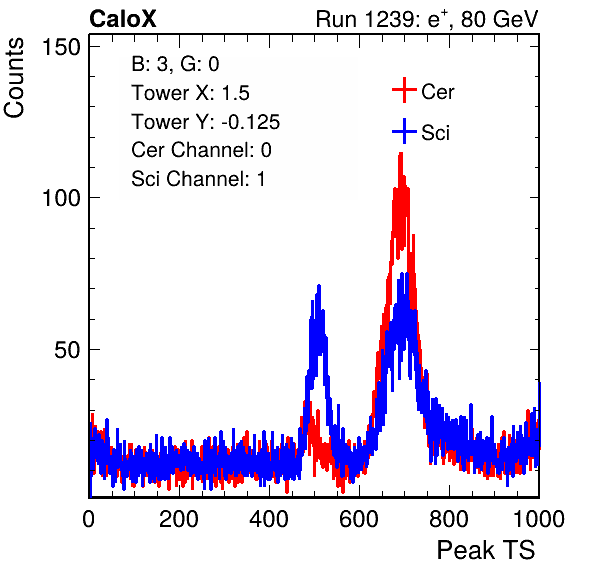 CaloX Run 1239: e⁺, 80 GeV
Counts
150
100
50
B: 3, G: 0
Tower X: 1.5
Tower Y: -0.125
Cer Channel: 0
Sci Channel: 1
Cer
Sci
0 200 400 600 800 1000
Peak TS